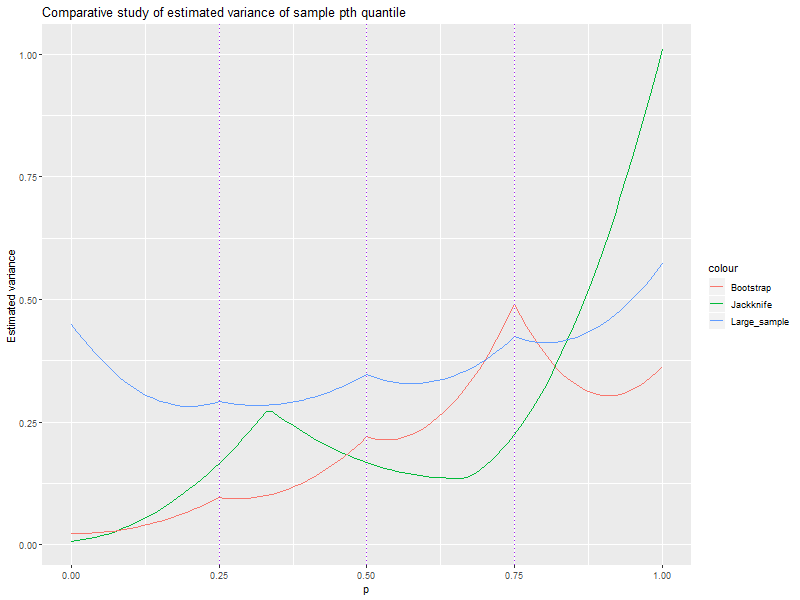 Comparative study of estimated variance of sample pth quantile
Estimated variance
1.00
0.75
0.50
0.25
0.00
0.00 0.25 0.50 0.75 1.00
p
colour
Bootstrap
Jackknife
Large_sample